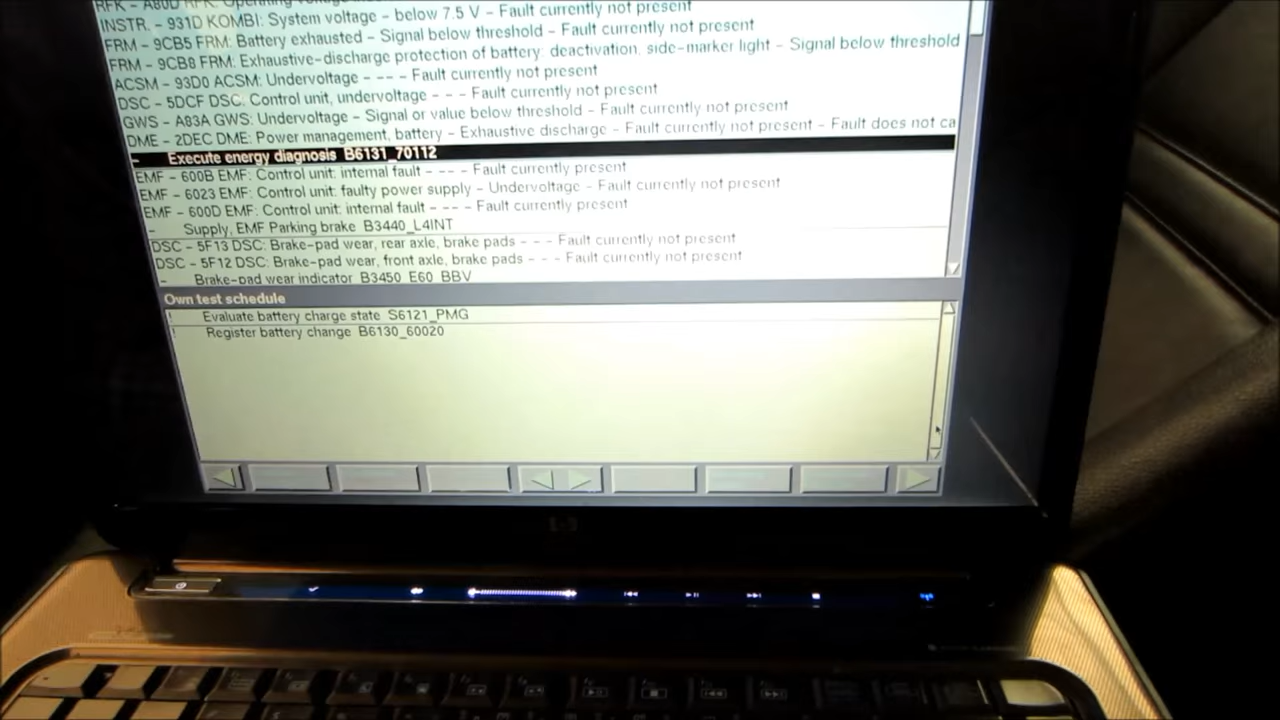 RFK - A80D RFK: Operating voltage
INSTR. - 931D KOMBI: System voltage - below 7.5 V - Fault currently not present
FRM - 9CB5 FRM: Battery exhausted - Signal below threshold - Fault currently not present
FRM - 9CB8 FRM: Exhaustive-discharge protection of battery: deactivation, side-marker light - Signal below threshold
ACSM - 93D0 ACSM: Undervoltage - - - - Fault currently not present
DSC - 5DCF DSC: Control unit, undervoltage - - - Fault currently not present
GWS - A83A GWS: Undervoltage - Signal or value below threshold - Fault currently not present
DME - 2DEC DME: Power management, battery - Exhaustive discharge - Fault currently not present - Fault does not ca
- Execute energy diagnosis B6131_70112
EMF - 600B EMF: Control unit: internal fault - - - - Fault currently present
EMF - 6023 EMF: Control unit: faulty power supply - Undervoltage - Fault currently not present
EMF - 600D EMF: Control unit: internal fault - - - - Fault currently present
- Supply, EMF Parking brake B3440_L4INT
DSC - 5F13 DSC: Brake-pad wear, rear axle, brake pads - - - Fault currently not present
DSC - 5F12 DSC: Brake-pad wear, front axle, brake pads - - - Fault currently not present
- Brake-pad wear indicator B3450_E60_BBV
Own test schedule
! Evaluate battery charge state S6121_PMG
! Register battery change B6130_60020
hp